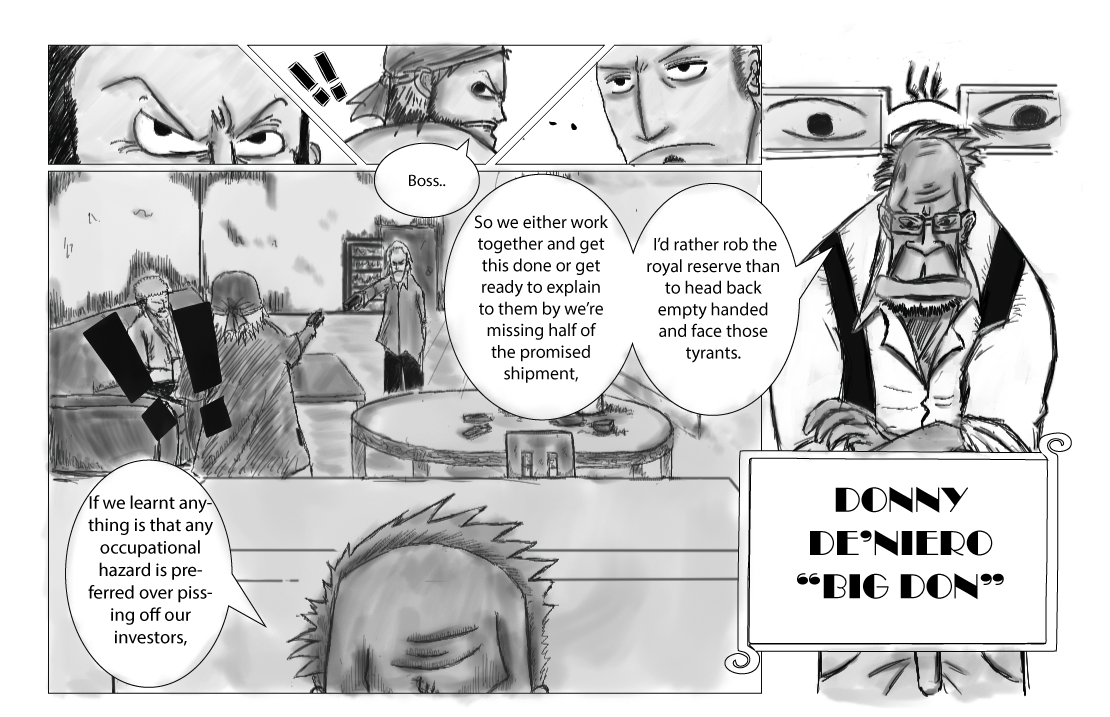 !!
Boss..
So we either work
together and get
this done or get
ready to explain
to them by we're
missing half of
the promised
shipment,
I'd rather rob the
royal reserve than
to head back
empty handed
and face those
tyrants.
!!
If we learnt any-
thing is that any
occupational
hazard is pre-
ferred over piss-
ing off our
investors,
DONNY
DE'NIERO
“BIG DON”